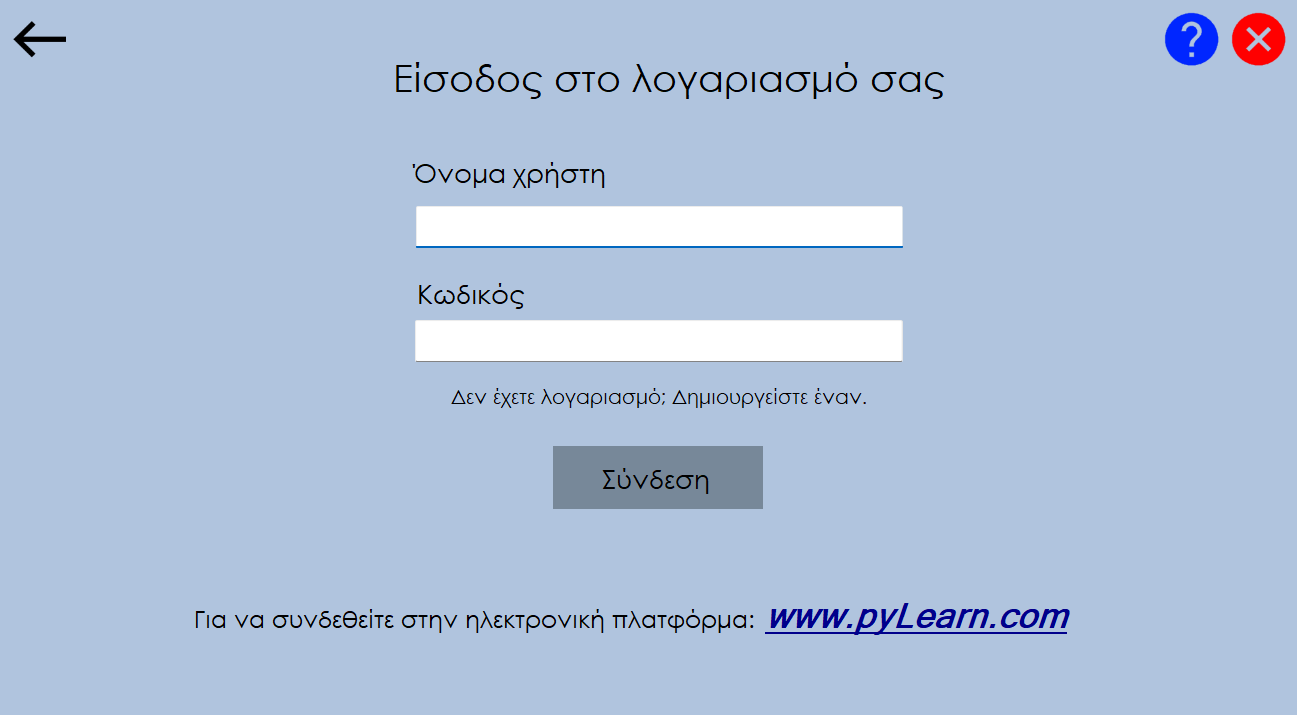 Είσοδος στο λογαριασμό σας
Όνομα χρήστη
Κωδικός
Δεν έχετε λογαριασμό; Δημιουργείστε έναν.
Σύνδεση
Για να συνδεθείτε στην ηλεκτρονική πλατφόρμα: www.pyLearn.com